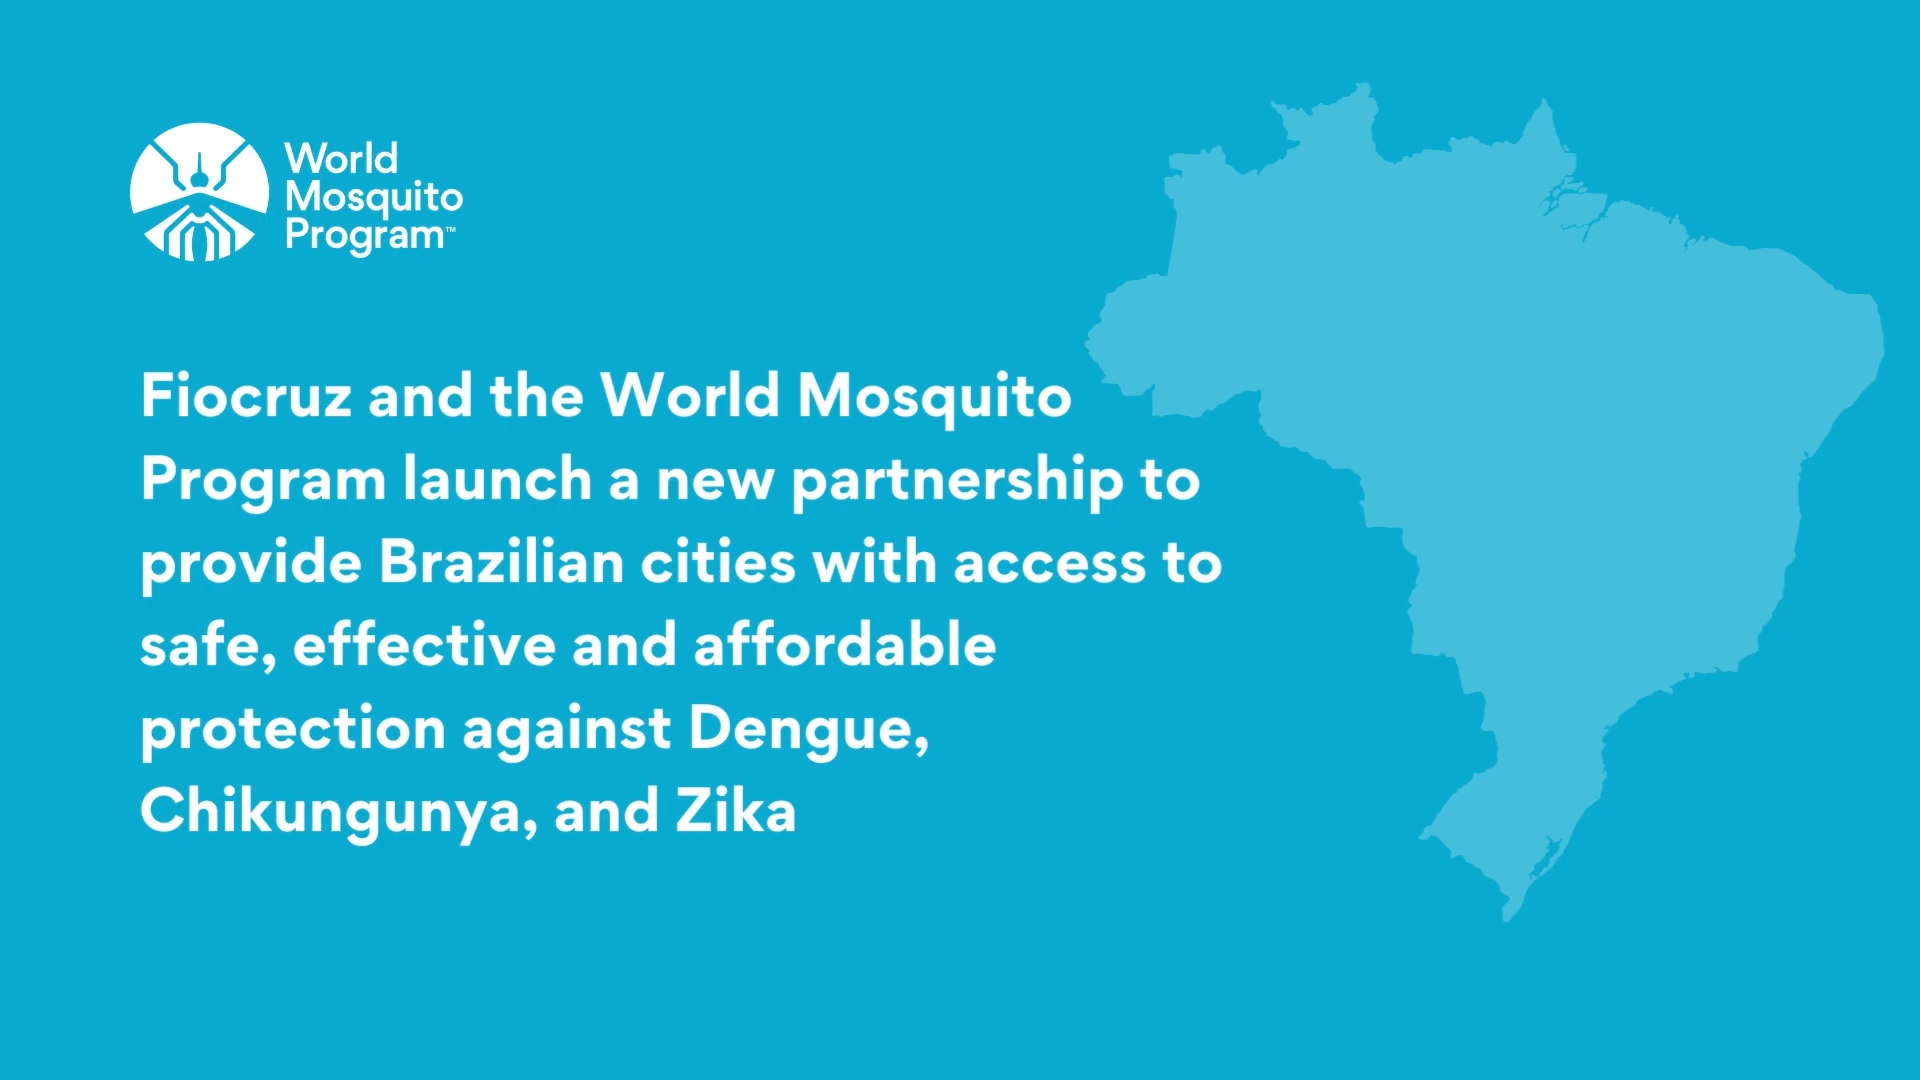 World
Mosquito
Program™
Fiocruz and the World Mosquito
Program launch a new partnership to
provide Brazilian cities with access to
safe, effective and affordable
protection against Dengue,
Chikungunya, and Zika